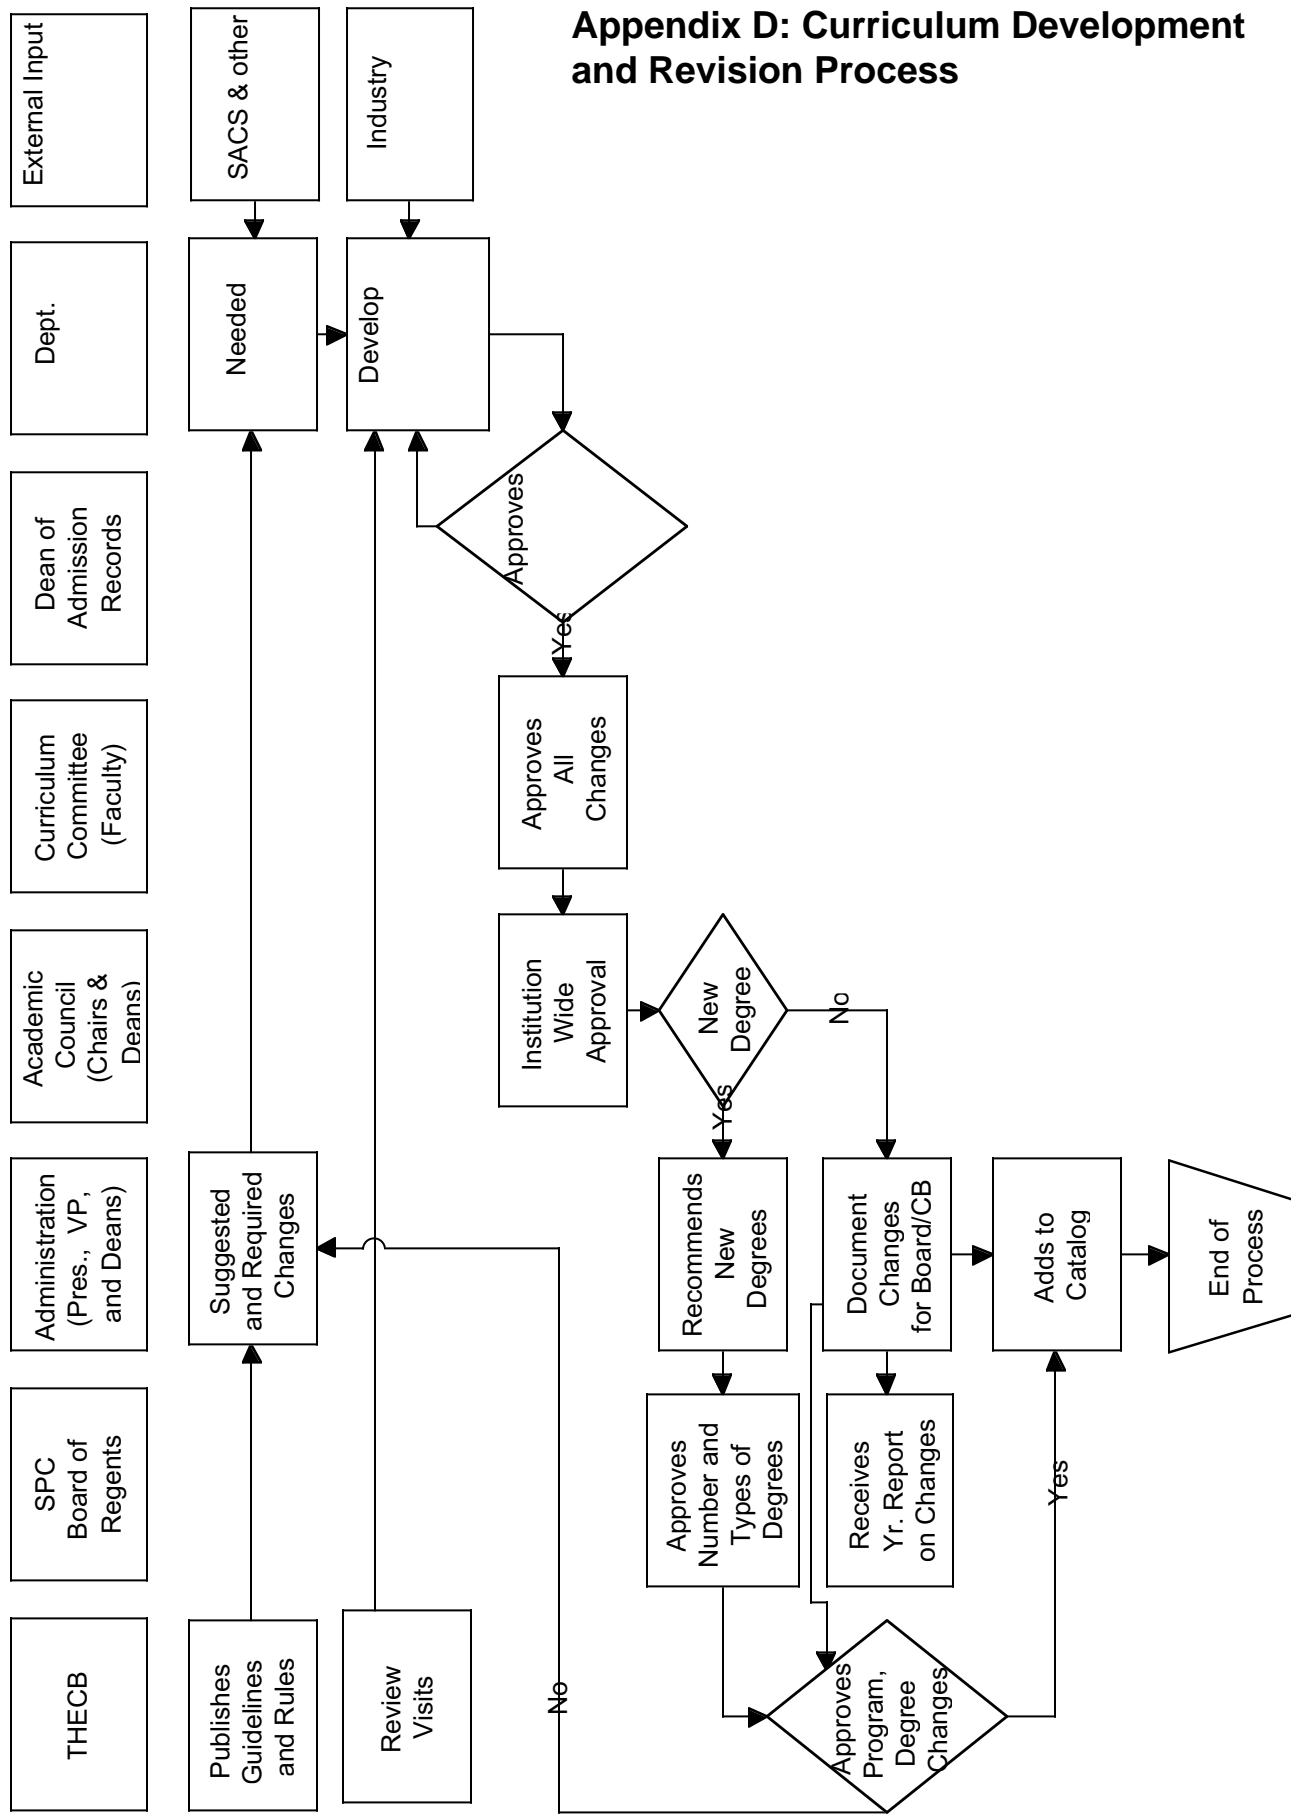 Appendix D: Curriculum Development
and Revision Process
THECB
SPC
Board of
Regents
Administration
(Pres., VP,
and Deans)
Academic
Council
(Chairs &
Deans)
Curriculum
Committee
(Faculty)
Dean of
Admission
Records
Dept.
External Input
Publishes
Guidelines
and Rules
Suggested
and Required
Changes
Needed
SACS & other
Review
Visits
Develop
Industry
Approves
Yes
Approves
All
Changes
Institution
Wide
Approval
New
Degree
Yes
No
Recommends
New
Degrees
Approves
Number and
Types of
Degrees
Document
Changes
for Board/CB
Receives
Yr. Report
on Changes
Approves
Program,
Degree
Changes
No
Yes
Adds to
Catalog
End of
Process